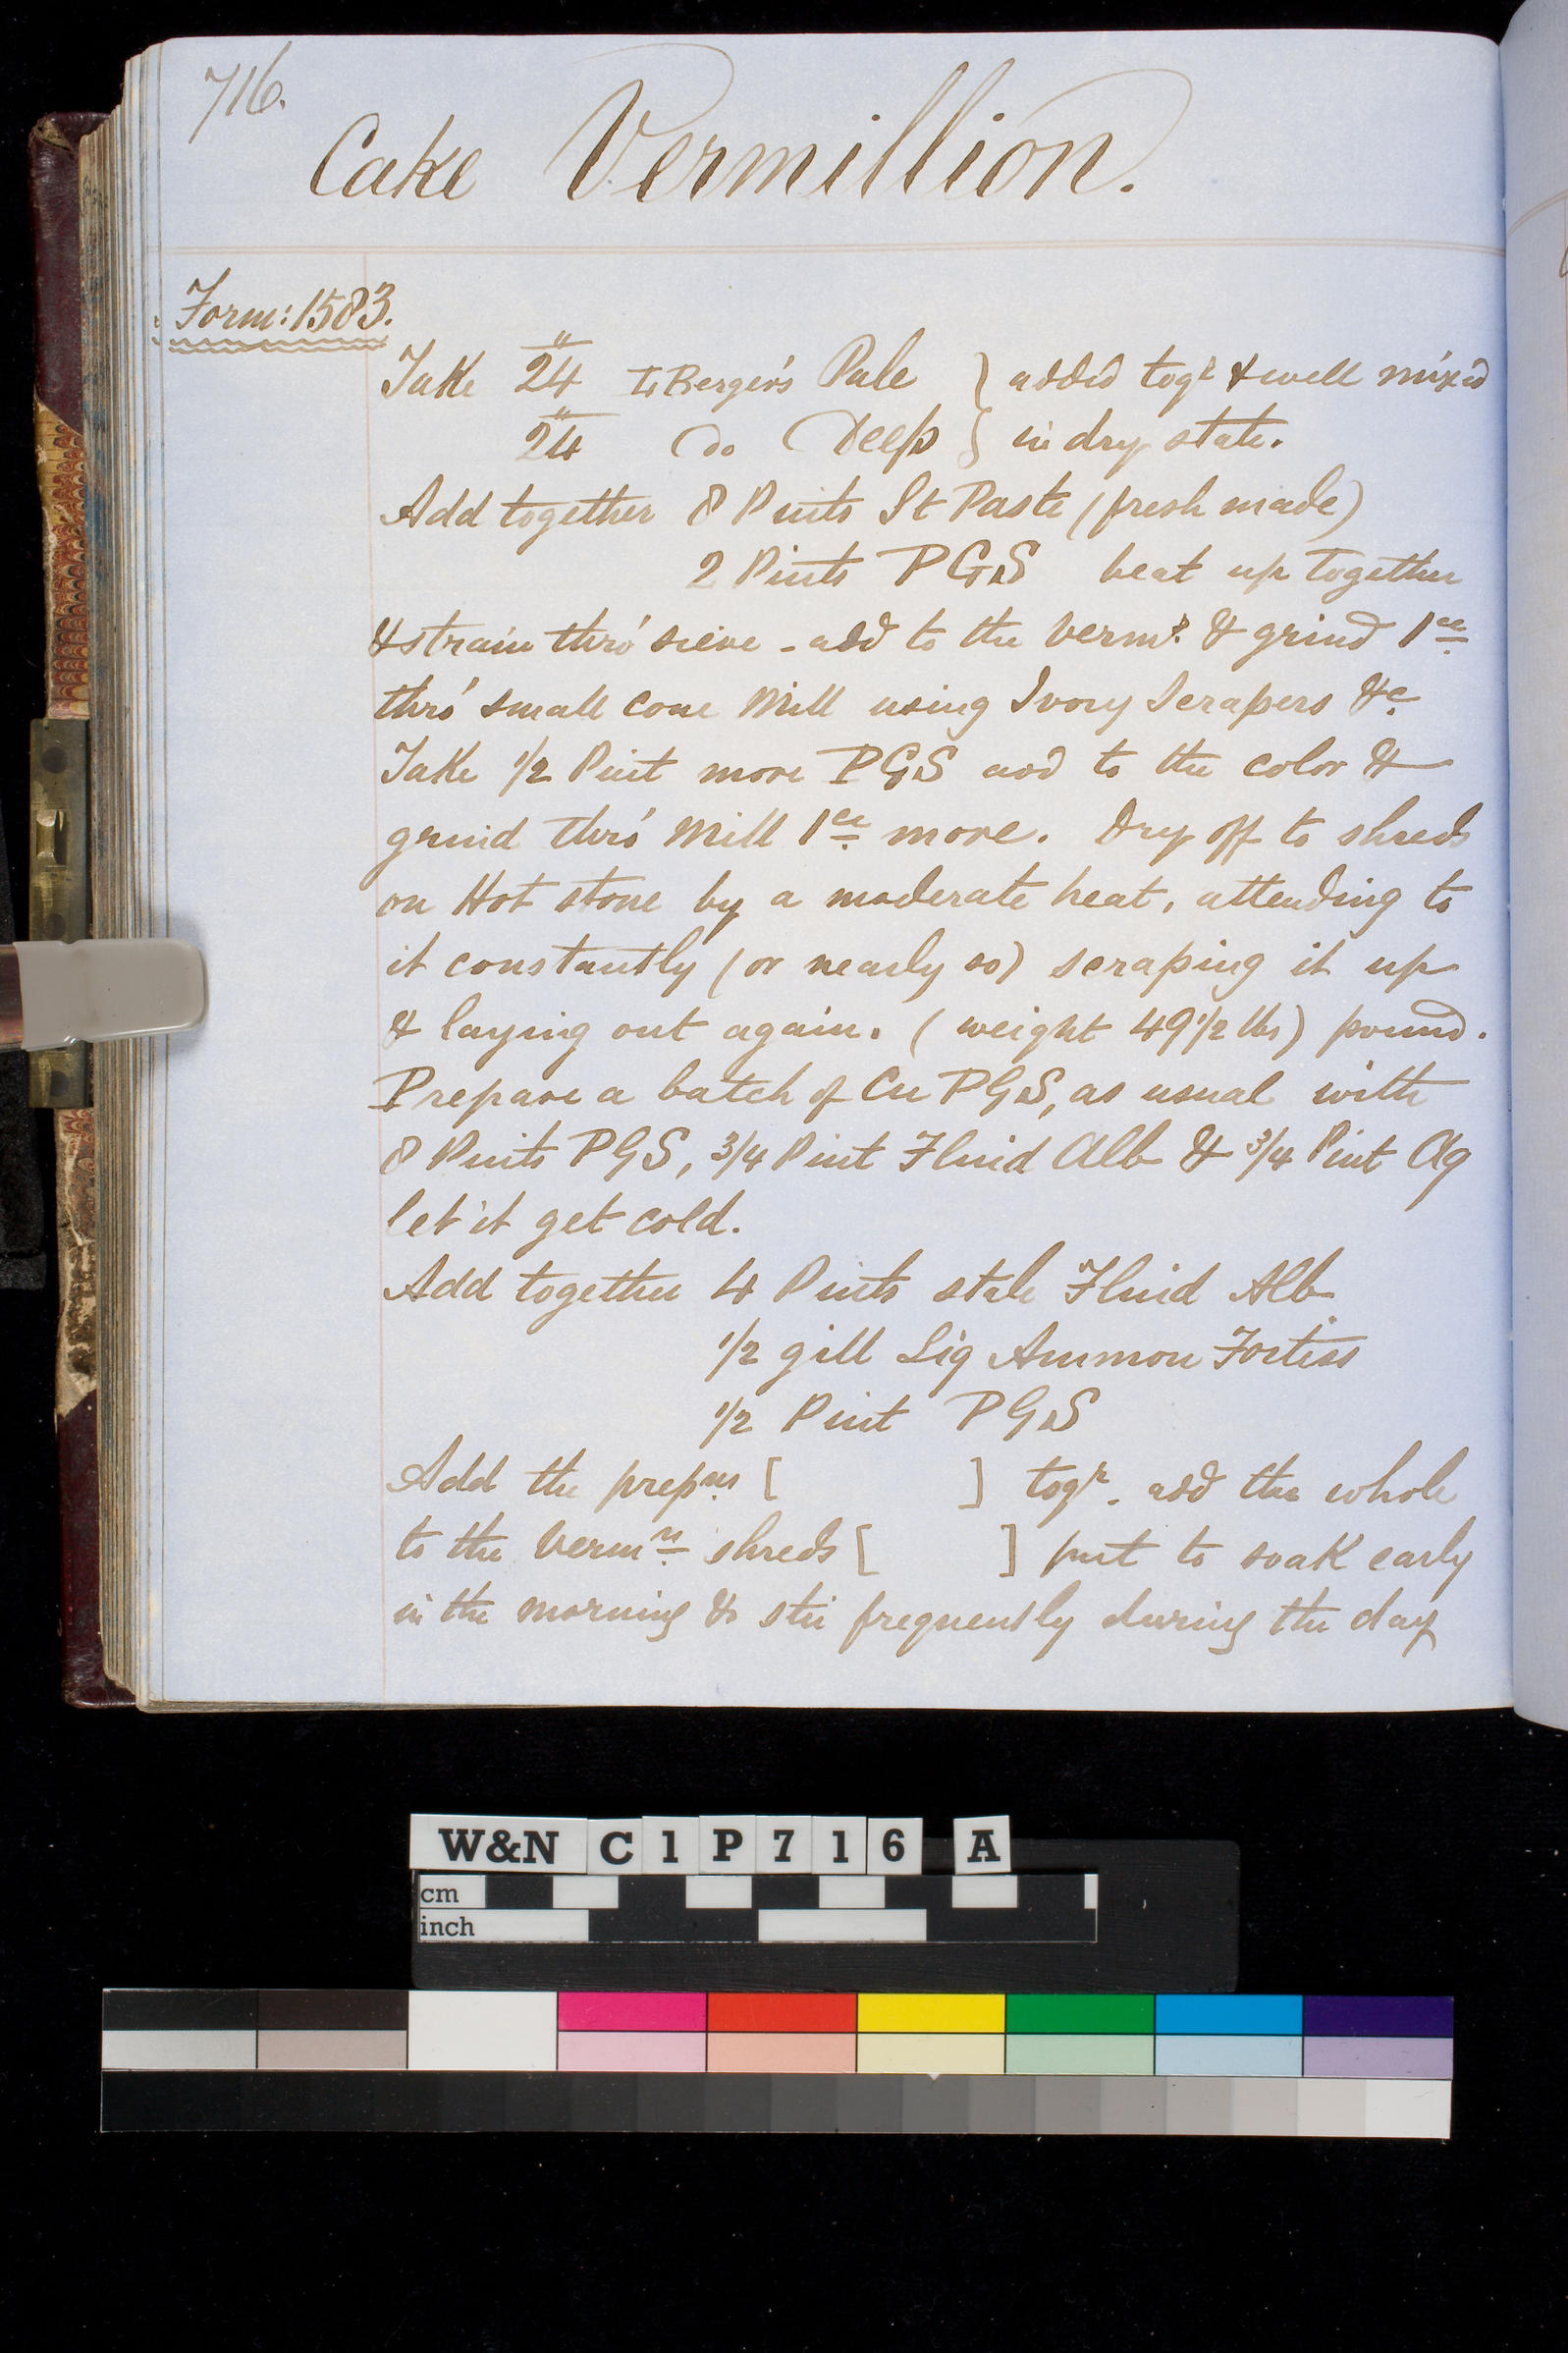 716.
Cake Vermillion.
Form: 1583.
Take 24 Berger's Pale } added togr & well mixed
24 Do Deep } in dry state.
Add together 8 Pints St Paste (fresh made)
2 Pints PGS beat up together
& strain thro' sieve - add to the Vermn & grind 1ce
thro' small cone Mill using Ivory Scrapers &c.
Take 1/2 Pint more PGS add to the color &
grind thro' Mill 1ce more. Dry off to shreds
on Hot stone by a moderate heat, attending to
it constantly (or nearly so) scraping it up
& laying out again. (weight 49 1/2 lbs) pound.
Prepare a batch of Cu PGS, as usual with
8 Pints PGS, 3/4 Pint Fluid Alb & 3/4 Pint Aq
let it get cold.
Add together 4 Pints stale Fluid Alb
1/2 gill Liq Ammon Fortiss
1/2 Pint PGS
Add the prepns [ ] togr. add the whole
to the Vermn shreds [ ] put to soak early
in the morning & stir frequently during the day
W&N C1P716 A
cm
inch